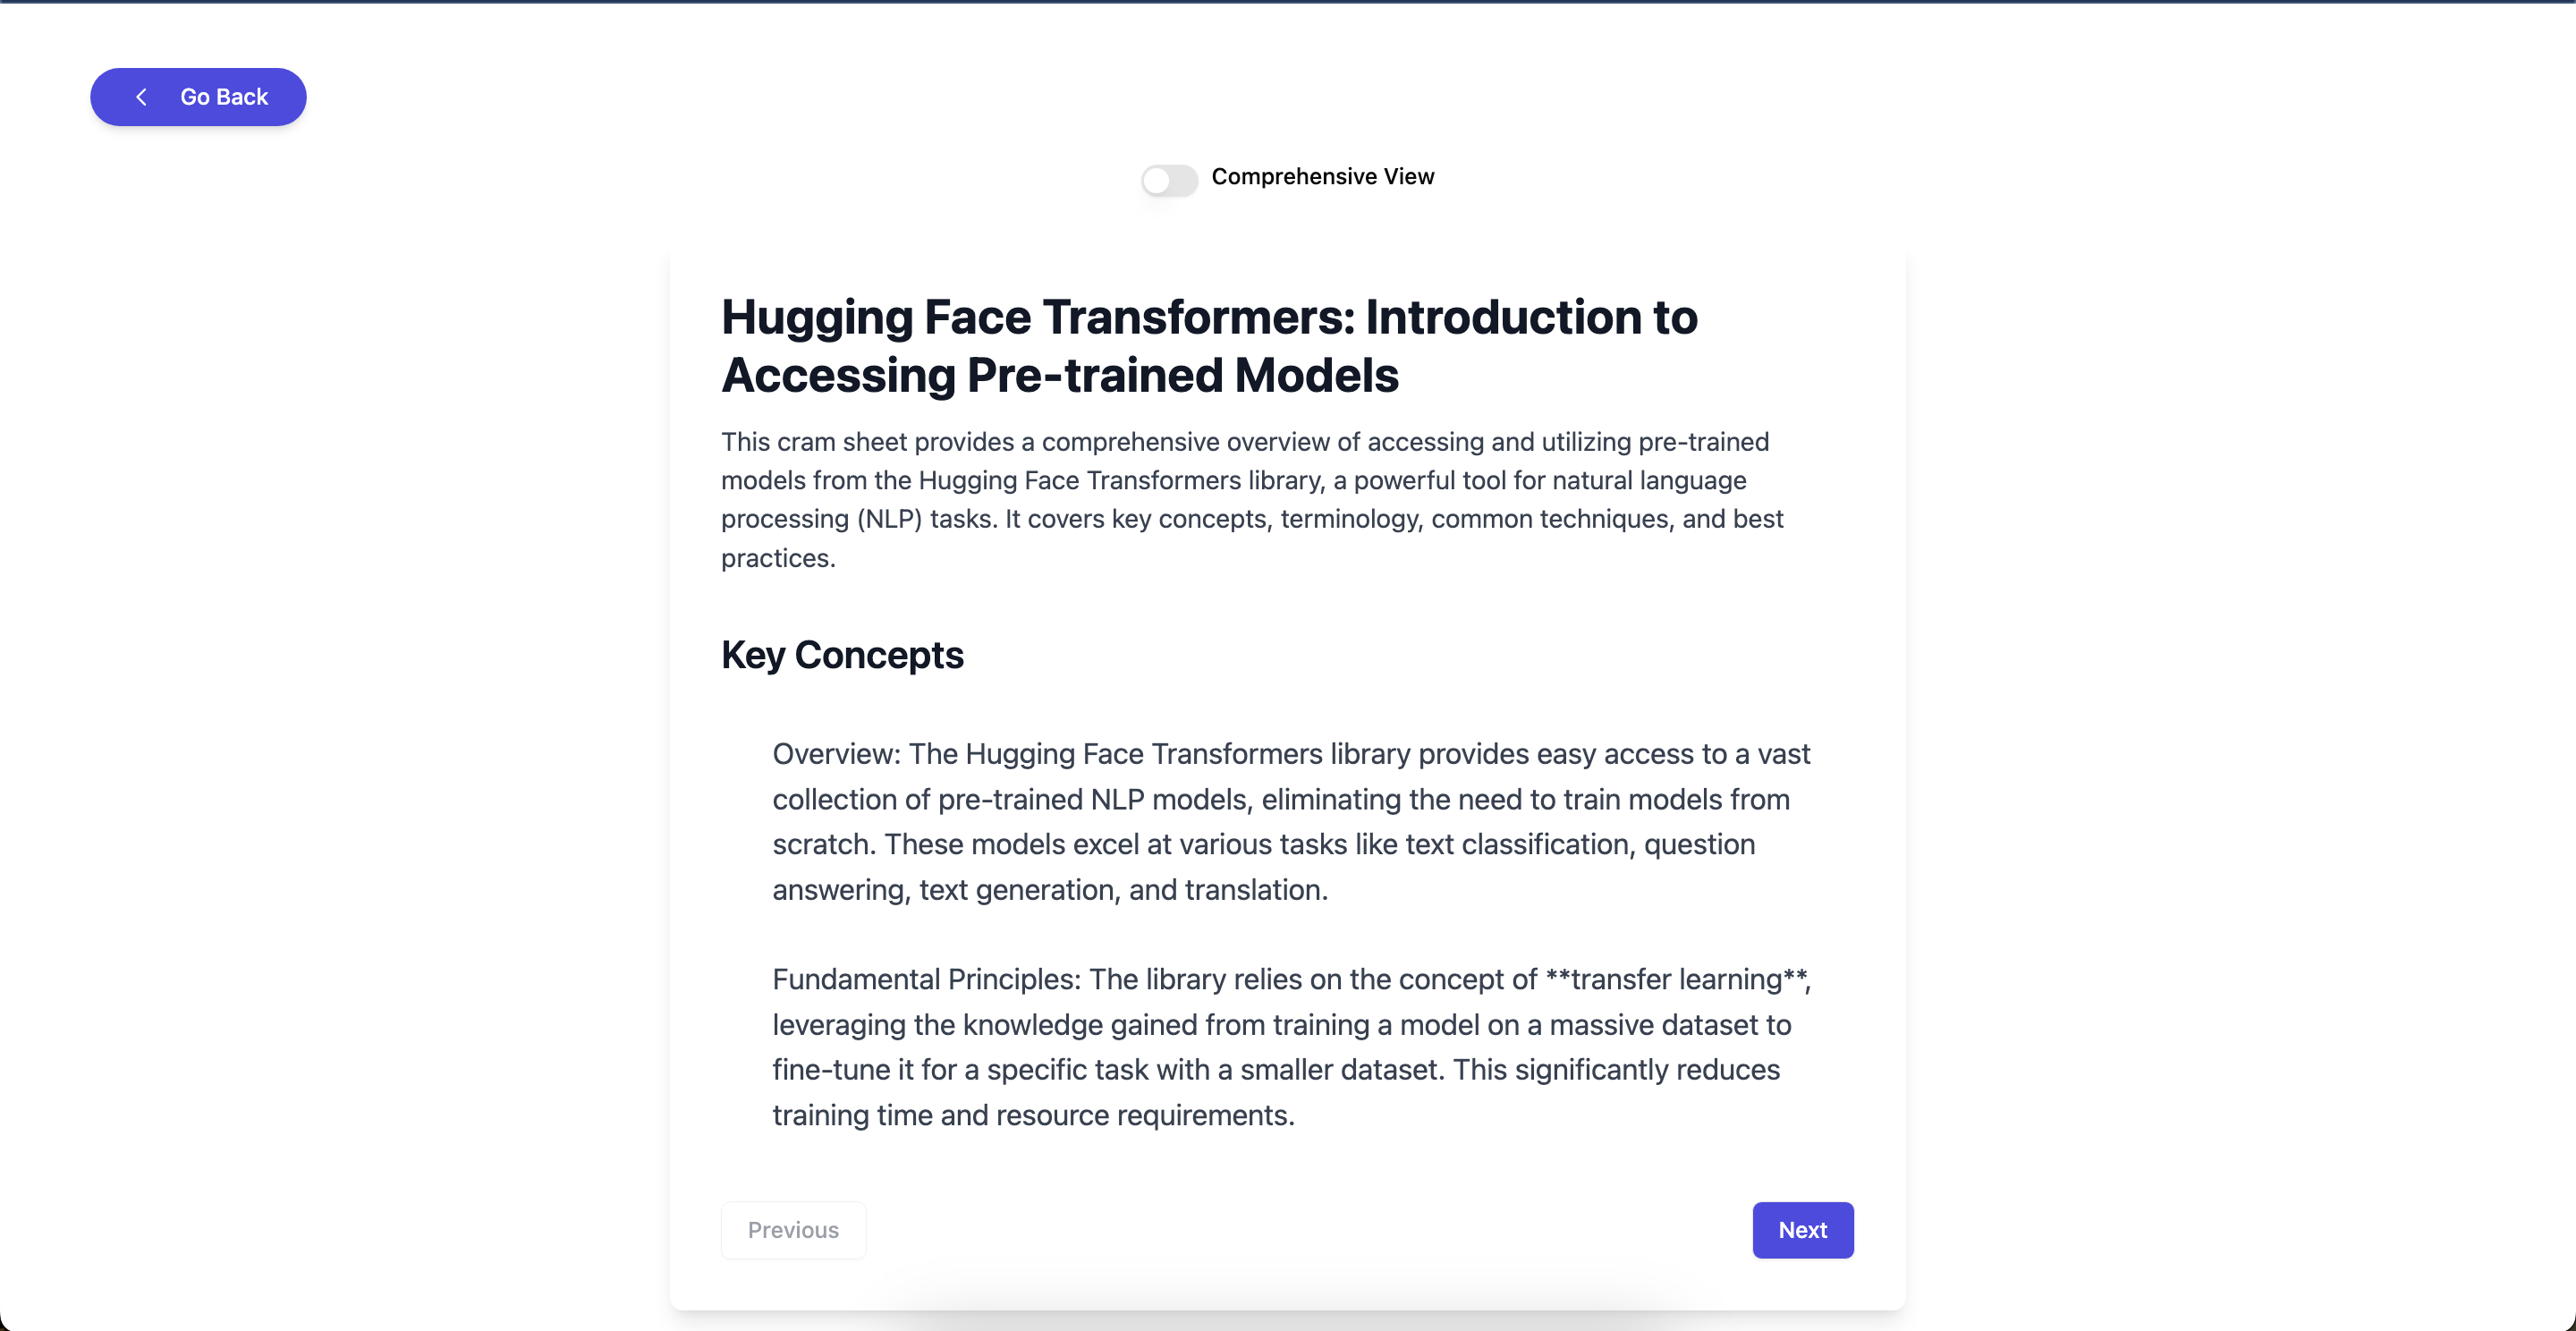 Go Back
Comprehensive View
Hugging Face Transformers: Introduction to
Accessing Pre-trained Models
This cram sheet provides a comprehensive overview of accessing and utilizing pre-trained
models from the Hugging Face Transformers library, a powerful tool for natural language
processing (NLP) tasks. It covers key concepts, terminology, common techniques, and best
practices.
Key Concepts
Overview: The Hugging Face Transformers library provides easy access to a vast
collection of pre-trained NLP models, eliminating the need to train models from
scratch. These models excel at various tasks like text classification, question
answering, text generation, and translation.
Fundamental Principles: The library relies on the concept of **transfer learning**,
leveraging the knowledge gained from training a model on a massive dataset to
fine-tune it for a specific task with a smaller dataset. This significantly reduces
training time and resource requirements.
Previous
Next